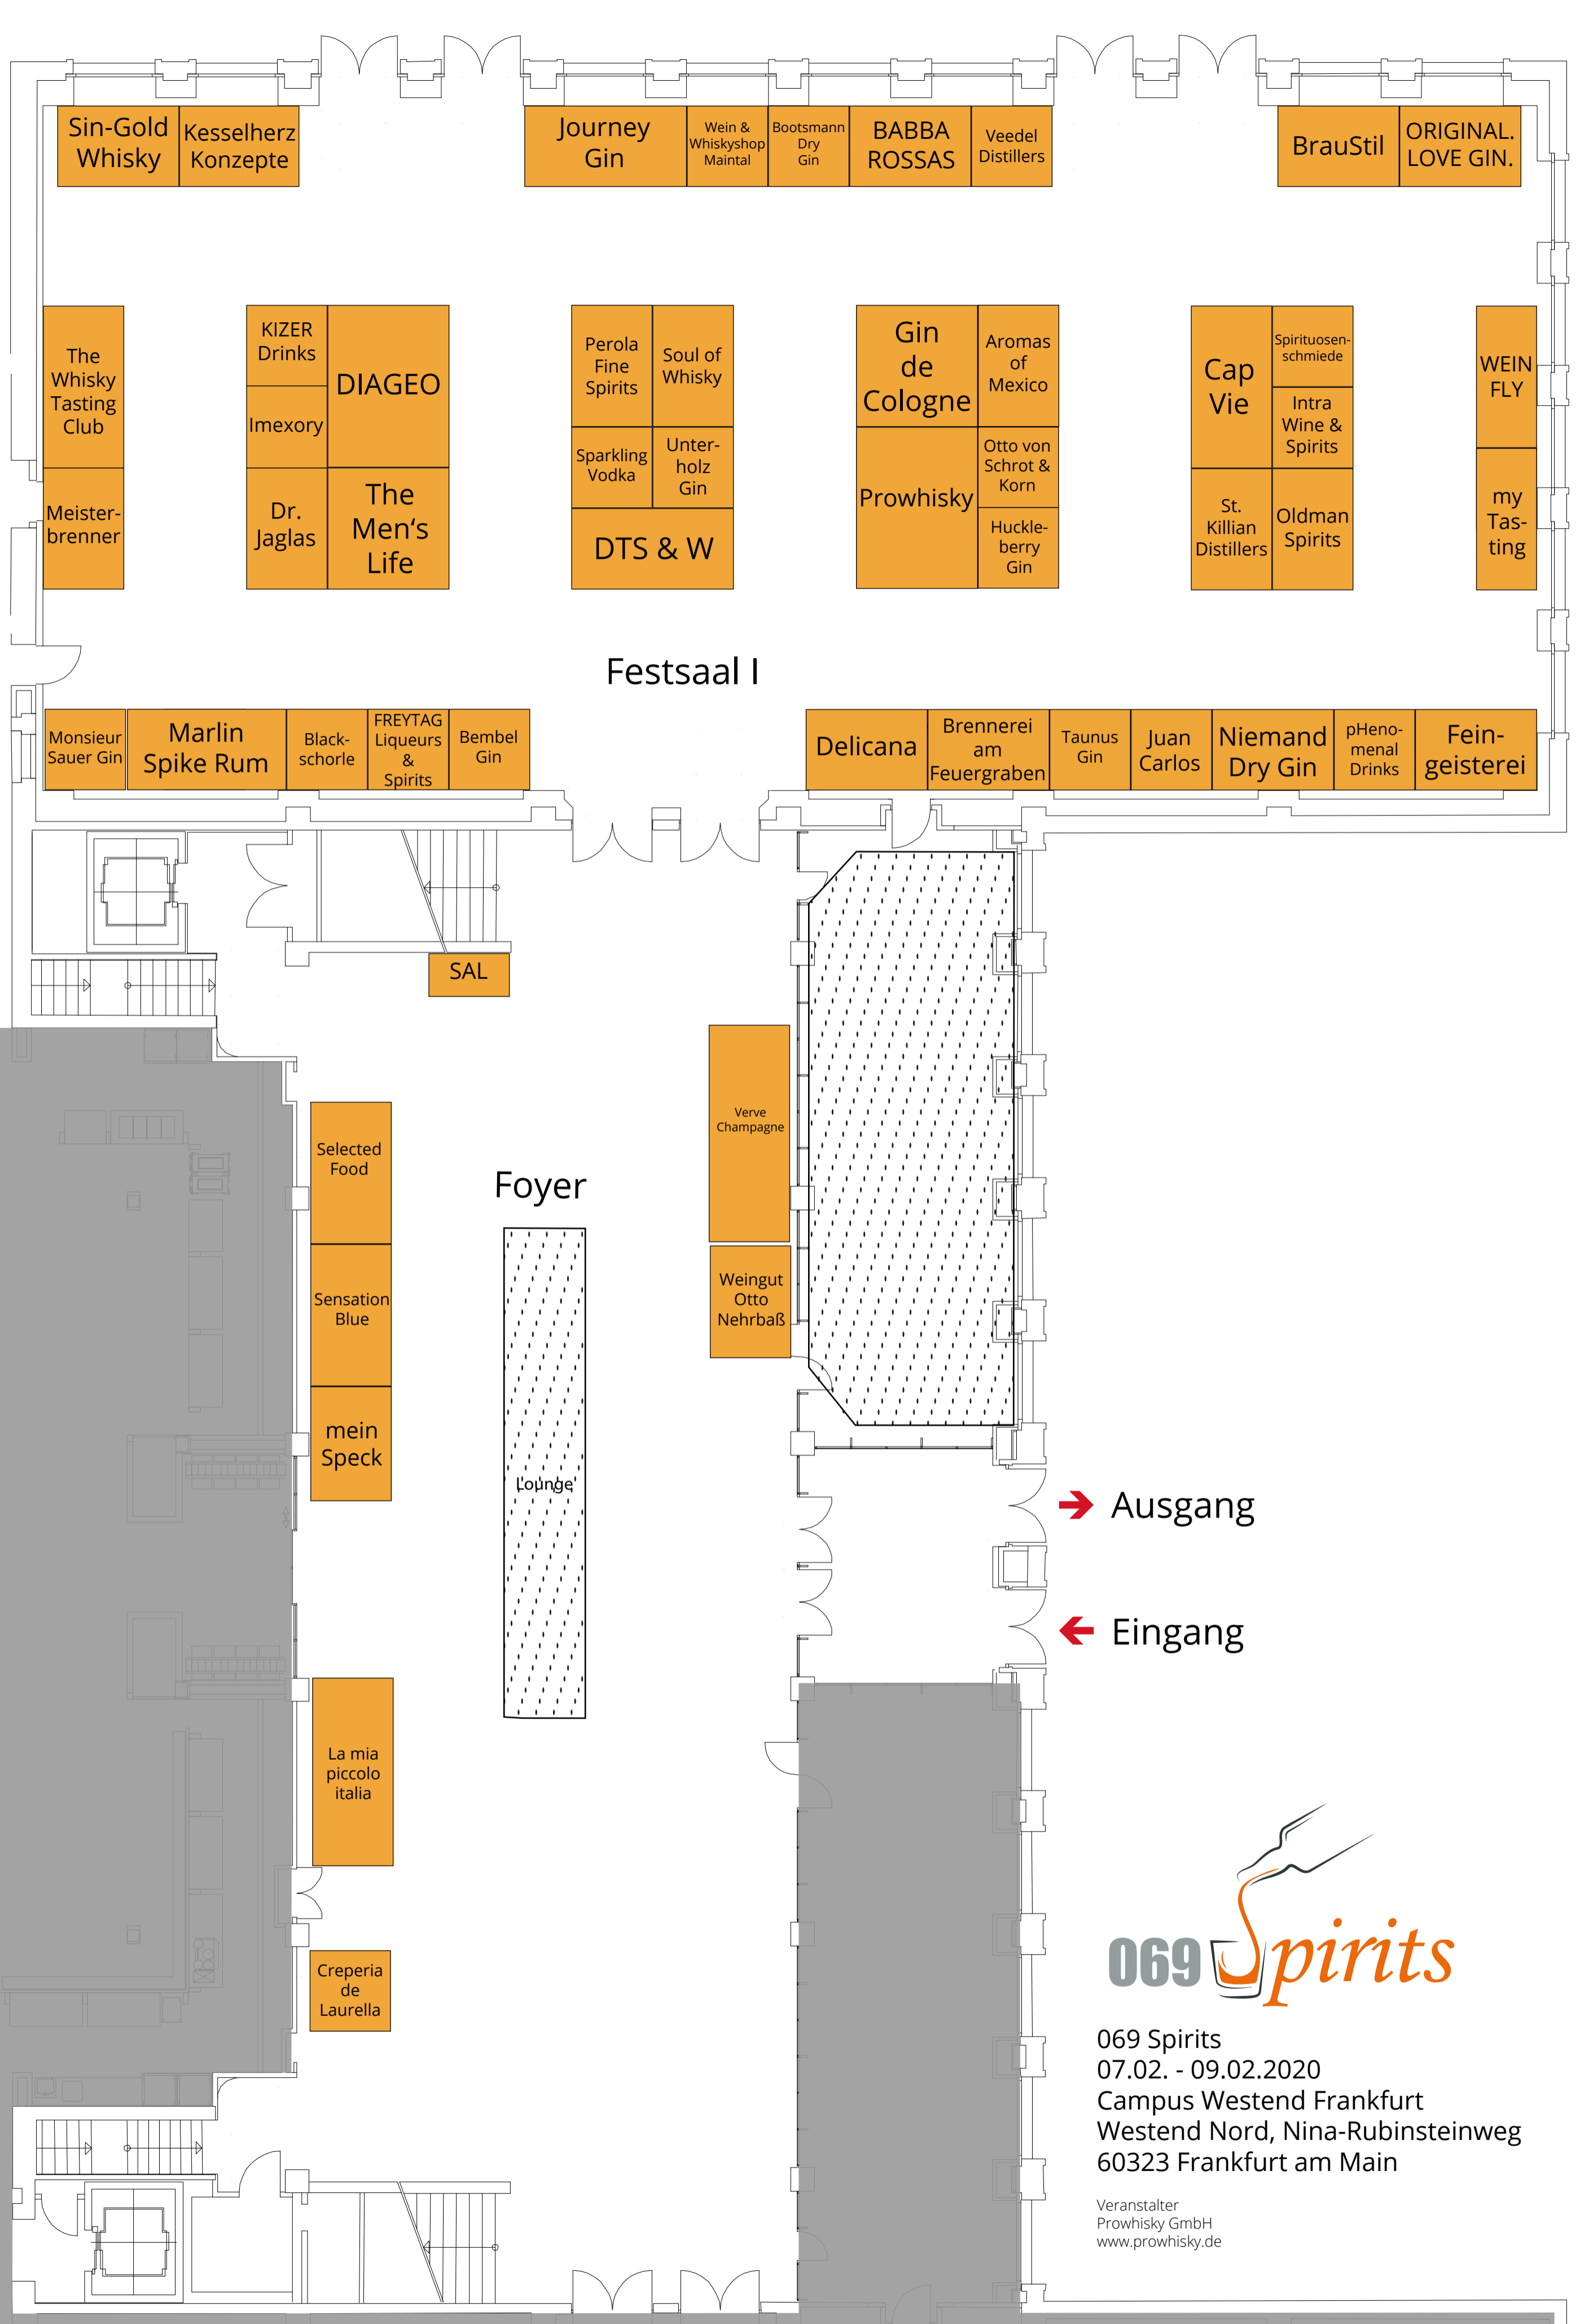 Sin-Gold
Whisky
Kesselherz
Konzepte
Journey
Gin
Wein &
Whiskyshop
Maintal
Bootsmann
Dry
Gin
BABBA
ROSSAS
Veedel
Distillers
BrauStil
ORIGINAL.
LOVE GIN.
The
Whisky
Tasting
Club
Meister-
brenner
KIZER
Drinks
Imexory
Dr.
Jaglas
DIAGEO
The
Men‘s
Life
Perola
Fine
Spirits
Soul of
Whisky
Sparkling
Vodka
Unter-
holz
Gin
DTS & W
Gin
de
Cologne
Aromas
of
Mexico
Prowhisky
Otto von
Schrot &
Korn
Huckle-
berry
Gin
Cap
Vie
Spirituosen-
schmiede
Intra
Wine &
Spirits
St.
Killian
Distillers
Oldman
Spirits
WEIN
FLY
my
Tas-
ting
Festsaal I
Monsieur
Sauer Gin
Marlin
Spike Rum
Black-
schorle
FREYTAG
Liqueurs
&
Spirits
Bembel
Gin
Delicana
Brennerei
am
Feuergraben
Taunus
Gin
Juan
Carlos
Niemand
Dry Gin
pHeno-
menal
Drinks
Fein-
geisterei
SAL
Verve
Champagne
Selected
Food
Foyer
Weingut
Otto
Nehrbaß
Sensation
Blue
mein
Speck
Lounge
Ausgang
Eingang
La mia
piccolo
italia
Creperia
de
Laurella
069 Spirits
069 Spirits
07.02. - 09.02.2020
Campus Westend Frankfurt
Westend Nord, Nina-Rubinsteinweg
60323 Frankfurt am Main
Veranstalter
Prowhisky GmbH
www.prowhisky.de